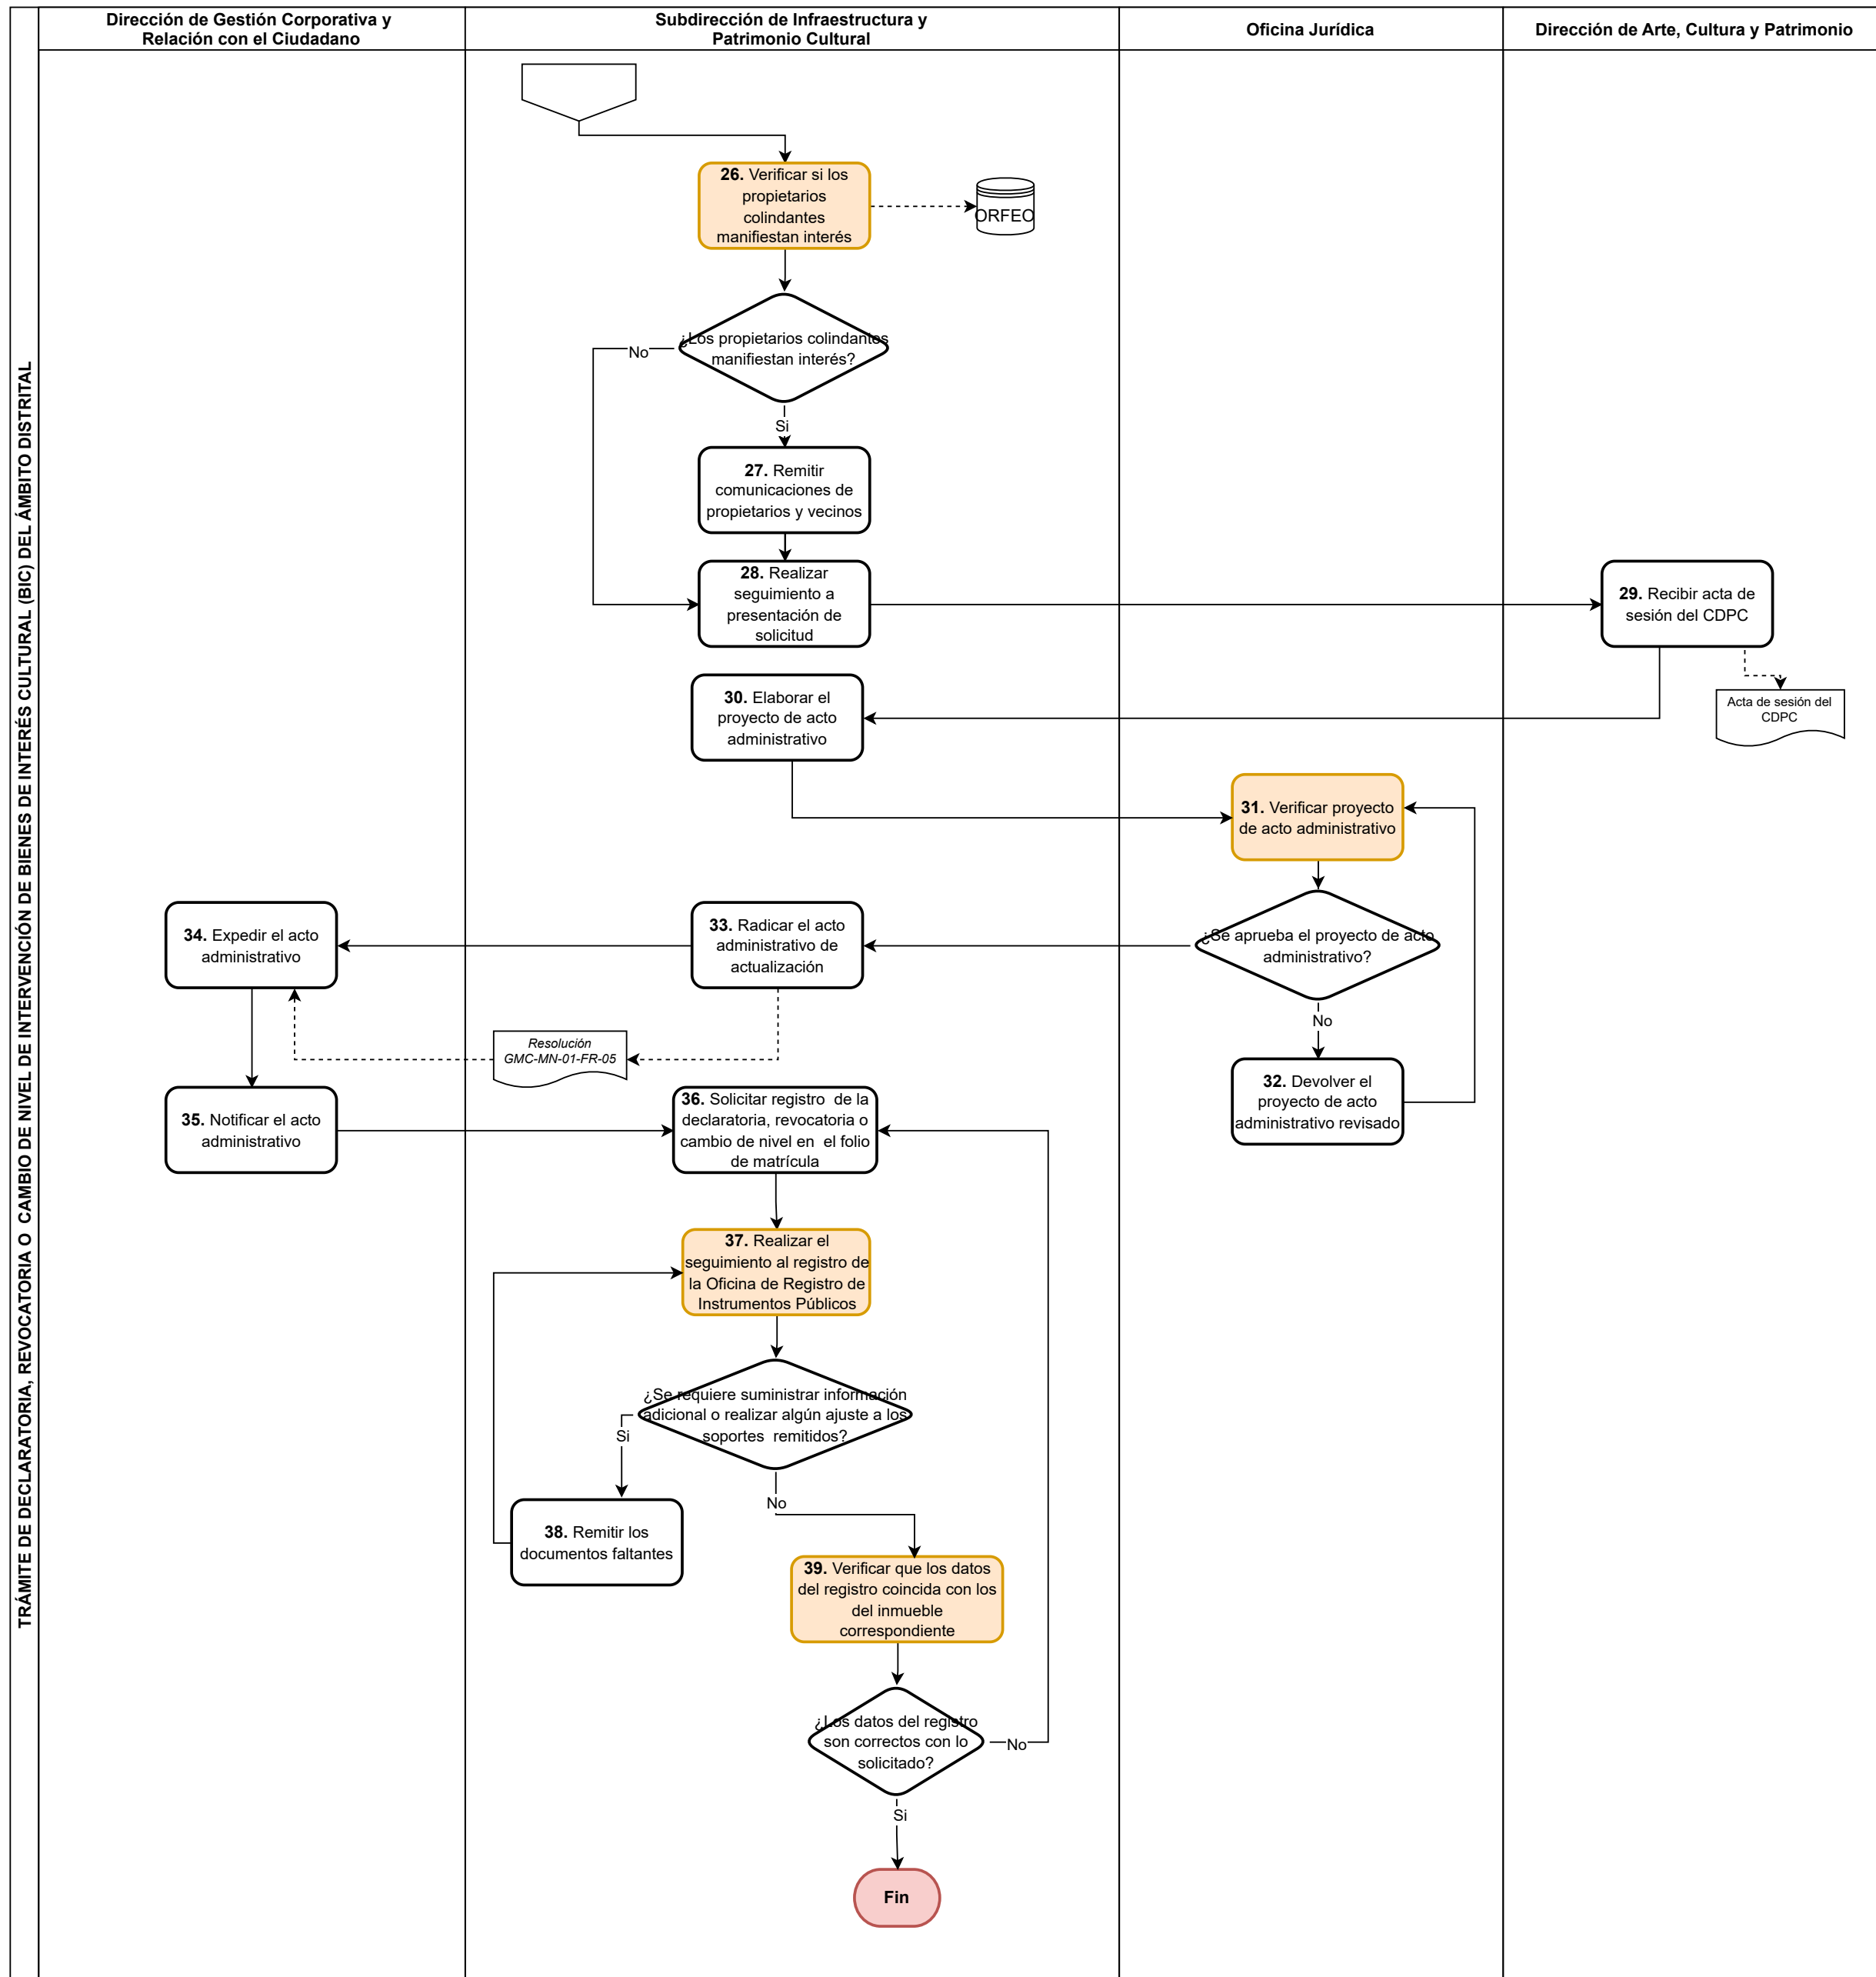 TRÁMITE DE DECLARATORIA, REVOCATORIA O CAMBIO DE NIVEL DE INTERVENCIÓN DE BIENES DE INTERÉS CULTURAL (BIC) DEL ÁMBITO DISTRITAL
Dirección de Gestión Corporativa y
Relación con el Ciudadano
Subdirección de Infraestructura y
Patrimonio Cultural
Oficina Jurídica
Dirección de Arte, Cultura y Patrimonio
26. Verificar si los
propietarios
colindantes
manifiestan interés
ORFEO
¿Los propietarios colindantes
manifiestan interés?
No
Si
27. Remitir
comunicaciones de
propietarios y vecinos
28. Realizar
seguimiento a
presentación de
solicitud
29. Recibir acta de
sesión del CDPC
Acta de sesión del
CDPC
30. Elaborar el
proyecto de acto
administrativo
31. Verificar proyecto
de acto administrativo
¿Se aprueba el proyecto de acto
administrativo?
No
32. Devolver el
proyecto de acto
administrativo revisado
33. Radicar el acto
administrativo de
actualización
34. Expedir el acto
administrativo
Resolución
GMC-MN-01-FR-05
35. Notificar el acto
administrativo
36. Solicitar registro de la
declaratoria, revocatoria o
cambio de nivel en el folio
de matrícula
37. Realizar el
seguimiento al registro de
la Oficina de Registro de
Instrumentos Públicos
¿Se requiere suministrar información
adicional o realizar algún ajuste a los
soportes remitidos?
Si
No
38. Remitir los
documentos faltantes
39. Verificar que los datos
del registro coincida con los
del inmueble
correspondiente
¿Los datos del registro
son correctos con lo
solicitado?
No
Si
Fin